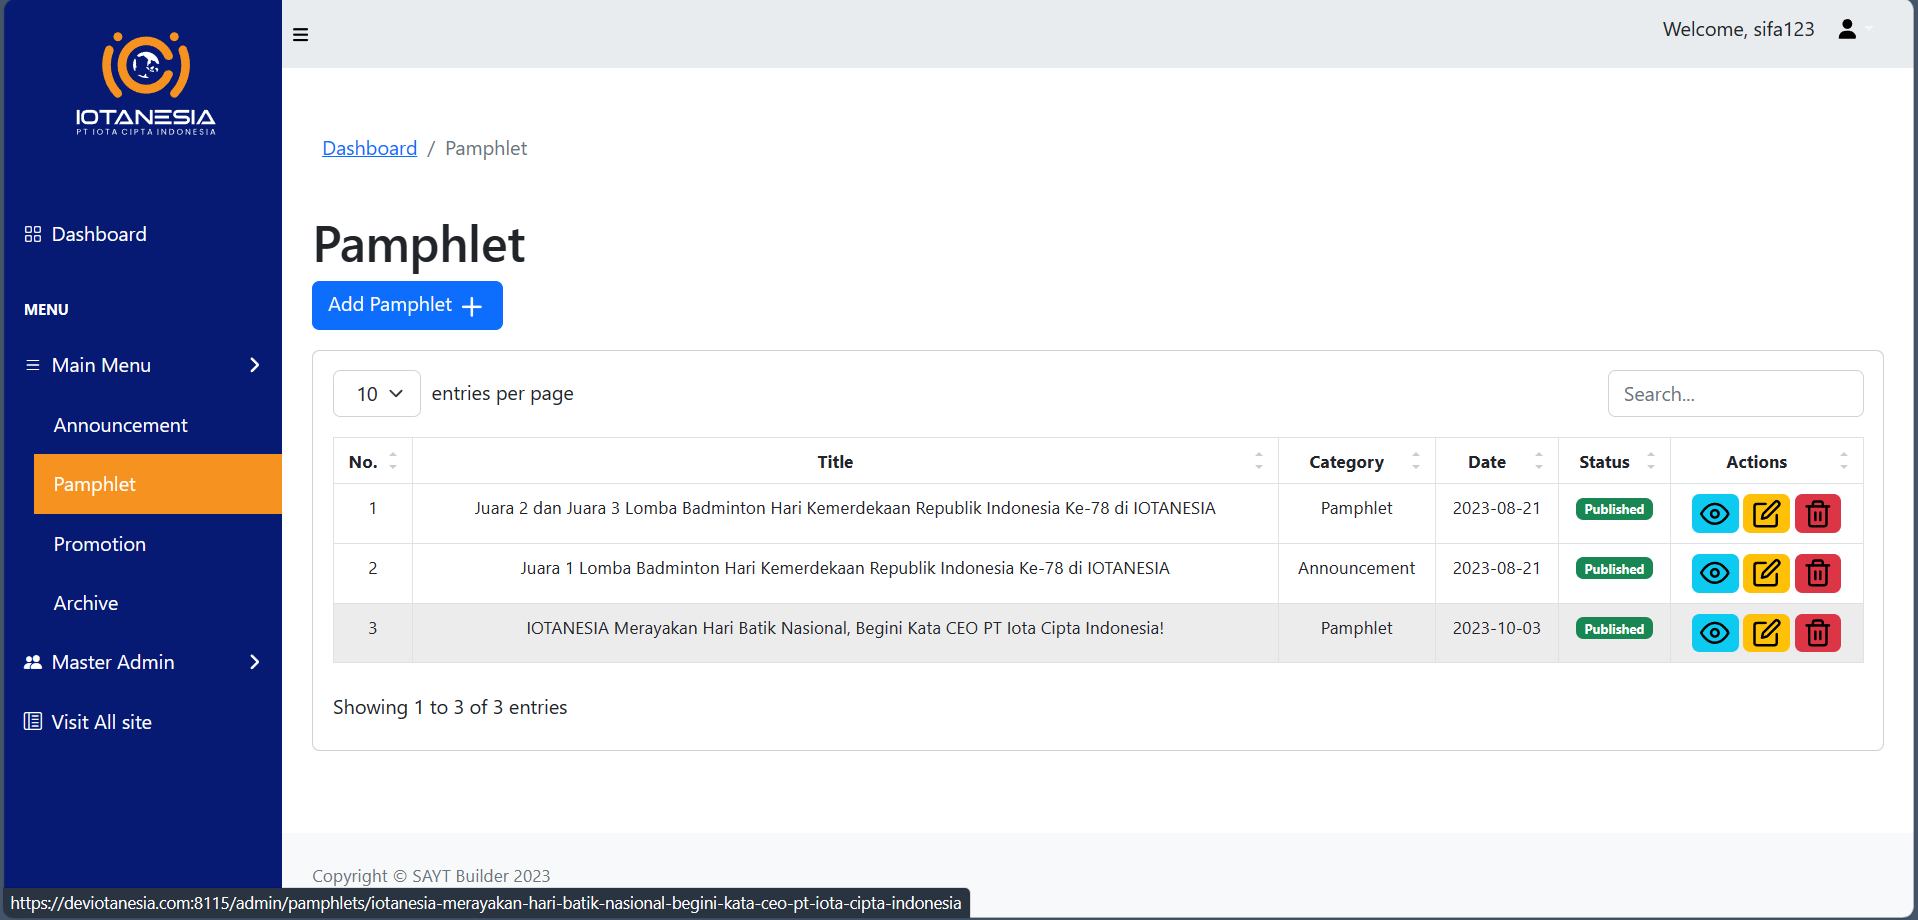 IOTANESIA
PT IOTA CIPTA INDONESIA
Dashboard
MENU
Main Menu
Announcement
Pamphlet
Promotion
Archive
Master Admin
Visit All site
Welcome, sifa123
Dashboard / Pamphlet
Pamphlet
Add Pamphlet
10 entries per page
Search...
No. Title Category Date Status Actions
1 Juara 2 dan Juara 3 Lomba Badminton Hari Kemerdekaan Republik Indonesia Ke-78 di IOTANESIA Pamphlet 2023-08-21 Published
2 Juara 1 Lomba Badminton Hari Kemerdekaan Republik Indonesia Ke-78 di IOTANESIA Announcement 2023-08-21 Published
3 IOTANESIA Merayakan Hari Batik Nasional, Begini Kata CEO PT Iota Cipta Indonesia! Pamphlet 2023-10-03 Published
Showing 1 to 3 of 3 entries
Copyright © SAYT Builder 2023
https://deviotanesia.com:8115/admin/pamphlets/iotanesia-merayakan-hari-batik-nasional-begini-kata-ceo-pt-iota-cipta-indonesia